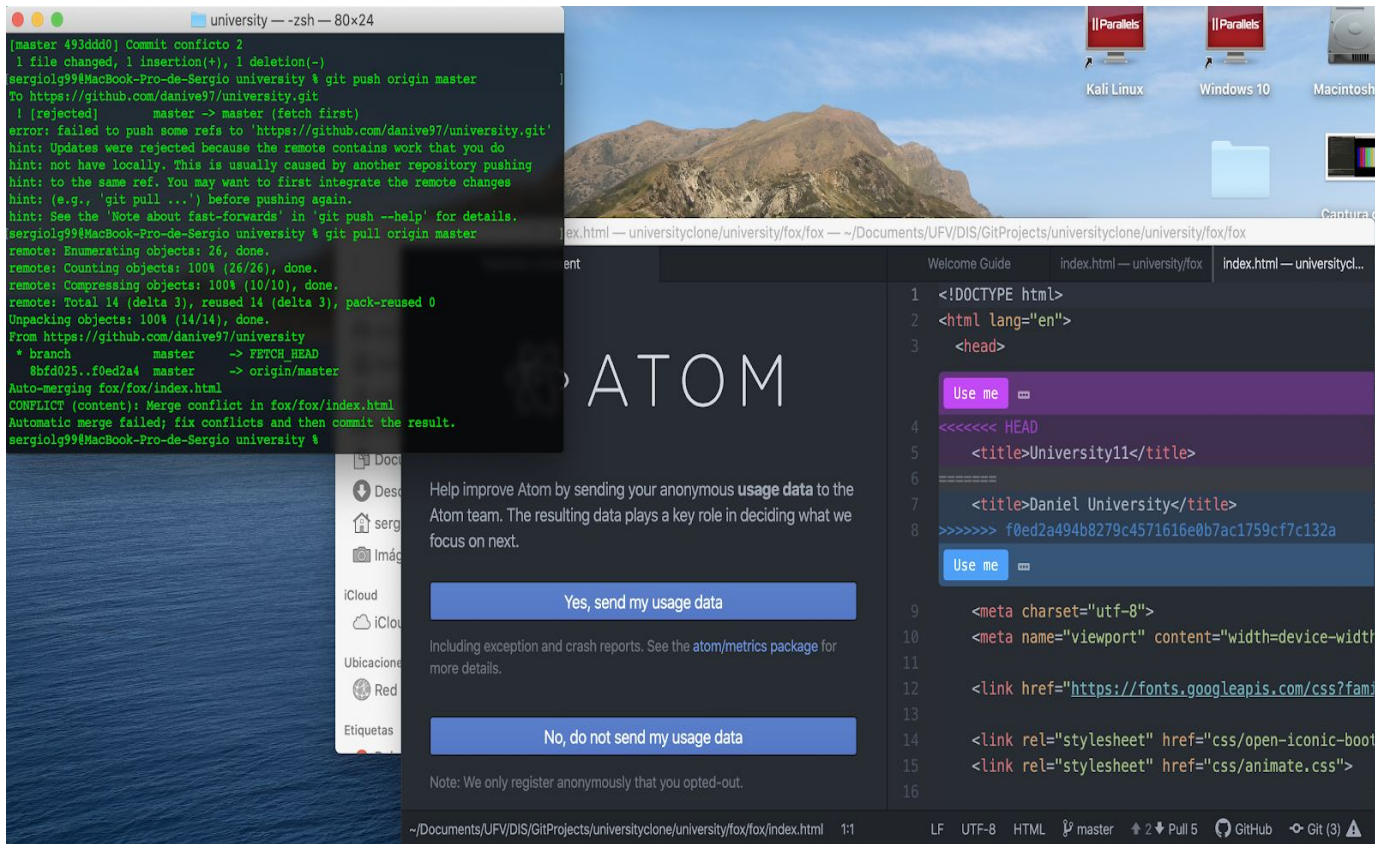 university — -zsh — 80×24
[master 493ddd0] Commit conficto 2
1 file changed, 1 insertion(+), 1 deletion(-)
[sergiolg99@MacBook-Pro-de-Sergio university % git push origin master ]
To https://github.com/danive97/university.git
! [rejected] master -> master (fetch first)
error: failed to push some refs to 'https://github.com/danive97/university.git'
hint: Updates were rejected because the remote contains work that you do
hint: not have locally. This is usually caused by another repository pushing
hint: to the same ref. You may want to first integrate the remote changes
hint: (e.g., 'git pull ...') before pushing again.
hint: See the 'Note about fast-forwards' in 'git push --help' for details.
[sergiolg99@MacBook-Pro-de-Sergio university % git pull origin master ]
remote: Enumerating objects: 26, done.
remote: Counting objects: 100% (26/26), done.
remote: Compressing objects: 100% (10/10), done.
remote: Total 14 (delta 3), reused 14 (delta 3), pack-reused 0
Unpacking objects: 100% (14/14), done.
From https://github.com/danive97/university
* branch master -> FETCH_HEAD
8bfd025..f0ed2a4 master -> origin/master
Auto-merging fox/fox/index.html
CONFLICT (content): Merge conflict in fox/fox/index.html
Automatic merge failed; fix conflicts and then commit the result.
sergiolg99@MacBook-Pro-de-Sergio university %
|| Parallels
|| Parallels
Kali Linux
Windows 10
Macintosh
Captura
ex.html — universityclone/university/fox/fox — ~/Documents/UFV/DIS/GitProjects/universityclone/university/fox/fox
ent
ATOM
Docu
Desc
serg
Imág
iCloud
iClou
Ubicacione
Red
Etiquetas
Help improve Atom by sending your anonymous usage data to the
Atom team. The resulting data plays a key role in deciding what we
focus on next.
Yes, send my usage data
Including exception and crash reports. See the atom/metrics package for
more details.
No, do not send my usage data
Note: We only register anonymously that you opted-out.
Welcome Guide
index.html — university/fox
index.html — universitycl...
1 <!DOCTYPE html>
2 <html lang="en">
3 <head>
Use me
4 <<<<<<< HEAD
5 <title>University11</title>
6 =======
7 <title>Daniel University</title>
8 >>>>>>> f0ed2a494b8279c4571616e0b7ac1759cf7c132a
Use me
9 <meta charset="utf-8">
10 <meta name="viewport" content="width=device-width
11
12 <link href="https://fonts.googleapis.com/css?fami
13
14 <link rel="stylesheet" href="css/open-iconic-boot
15 <link rel="stylesheet" href="css/animate.css">
16
~/Documents/UFV/DIS/GitProjects/universityclone/university/fox/fox/index.html 1:1
LF UTF-8 HTML master 2 Pull 5 GitHub Git (3)